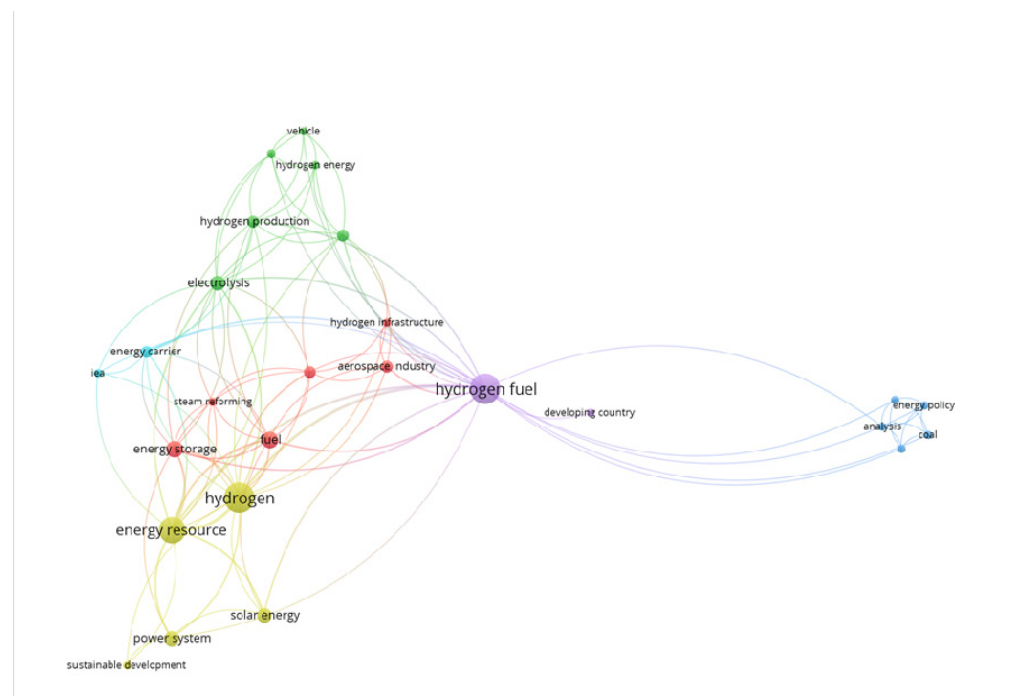 vehicle
hydrogen energy
hydrogen production
electrolysis
hydrogen infrastructure
energy carrier
aerospace ndustry
iea
hydrogen fuel
steam reforming
energy policy
developing country
analysis
coal
fuel
energy storage
hydrogen
energy resource
solar energy
power system
sustainable development